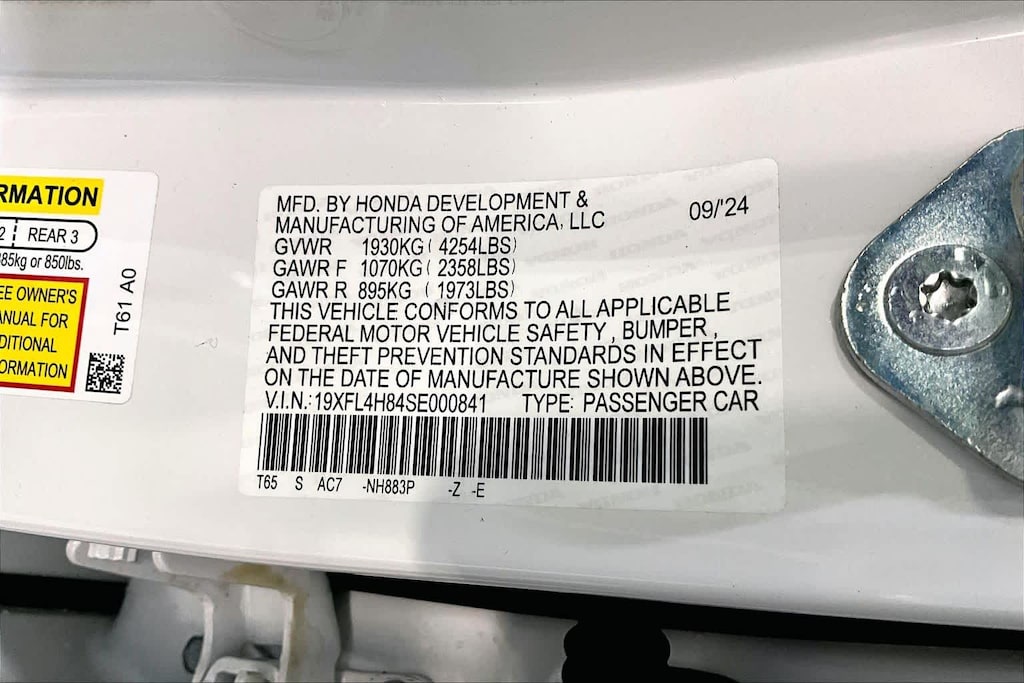 RMATION
2 REAR 3
85kg or 850lbs.
EE OWNER'S
ANUAL FOR
DITIONAL
ORMATION
T61 A0
MFD. BY HONDA DEVELOPMENT &
MANUFACTURING OF AMERICA, LLC 09/'24
GVWR 1930KG ( 4254LBS)
GAWR F 1070KG ( 2358LBS)
GAWR R 895KG ( 1973LBS)
THIS VEHICLE CONFORMS TO ALL APPLICABLE
FEDERAL MOTOR VEHICLE SAFETY , BUMPER ,
AND THEFT PREVENTION STANDARDS IN EFFECT
ON THE DATE OF MANUFACTURE SHOWN ABOVE.
V.I.N.:19XFL4H84SE000841 TYPE: PASSENGER CAR
T65 S AC7 -NH883P -Z -E